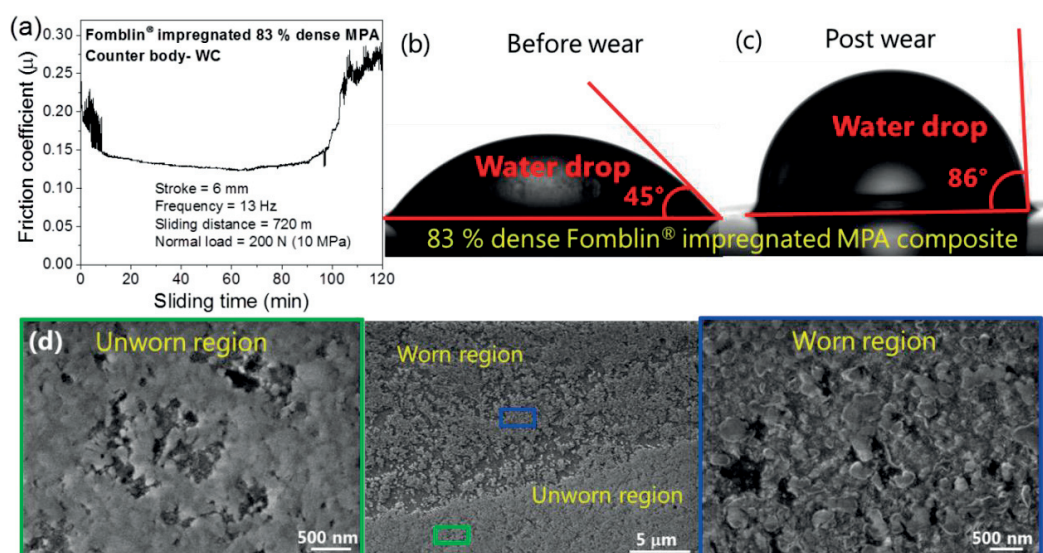 (a)
Fomblin® impregnated 83 % dense MPA
Counter body- WC
Friction coefficient (μ)
0.30
0.25
0.20
0.15
0.10
0.05
0.00
Stroke = 6 mm
Frequency = 13 Hz
Sliding distance = 720 m
Normal load = 200 N (10 MPa)
0 20 40 60 80 100 120
Sliding time (min)
(b)
Before wear
Water drop
45°
(c)
Post wear
Water drop
86°
83 % dense Fomblin® impregnated MPA composite
(d)
Unworn region
500 nm
Worn region
Unworn region
5 μm
Worn region
500 nm